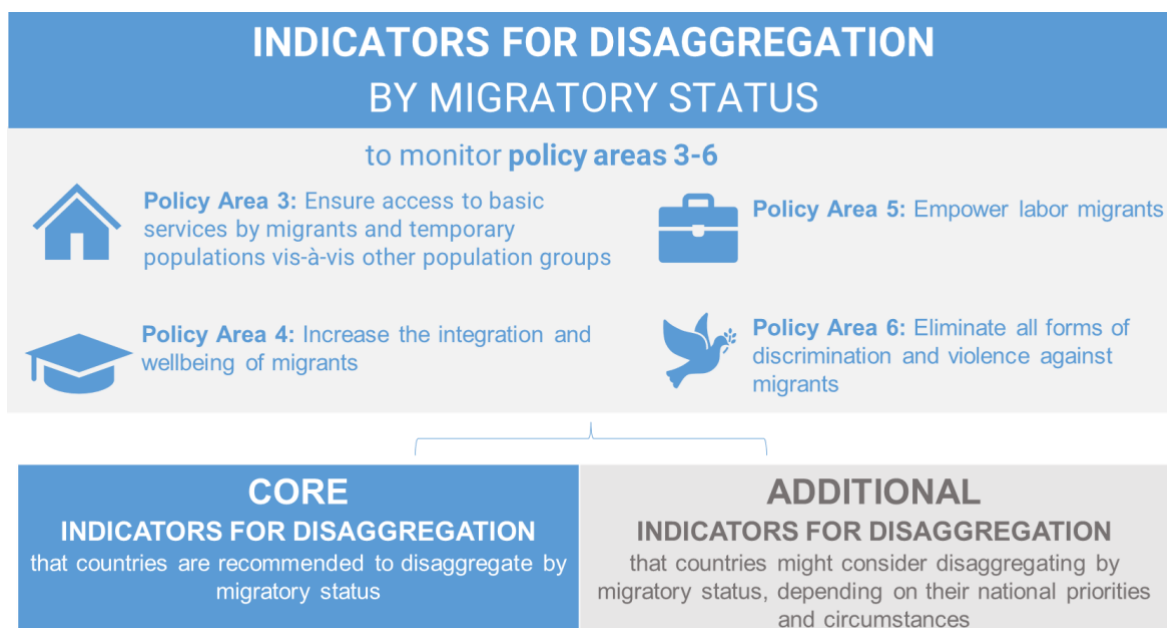 INDICATORS FOR DISAGGREGATION
BY MIGRATORY STATUS
to monitor policy areas 3-6
Policy Area 3: Ensure access to basic
services by migrants and temporary
populations vis-à-vis other population groups
Policy Area 4: Increase the integration and
wellbeing of migrants
Policy Area 5: Empower labor migrants
Policy Area 6: Eliminate all forms of
discrimination and violence against
migrants
CORE
INDICATORS FOR DISAGGREGATION
that countries are recommended to disaggregate by
migratory status
ADDITIONAL
INDICATORS FOR DISAGGREGATION
that countries might consider disaggregating by
migratory status, depending on their national priorities
and circumstances